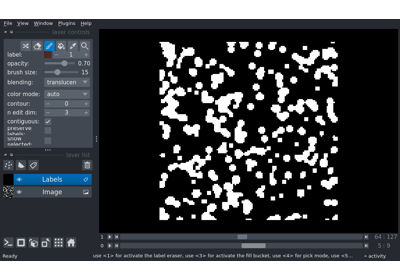 File View Window Plugins Help
layer controls
label: 1
opacity: 0.70
brush size: 15
blending: translucen
color mode: auto
contour: 0
n edit dim: 3
contiguous:
preserve
labels:
show
selected:
layer list
Labels
Image
1 64 127
5 9
Ready use <1> for activate the label eraser, use <3> for activate the fill bucket, use <4> for pick mode, use <5... activity